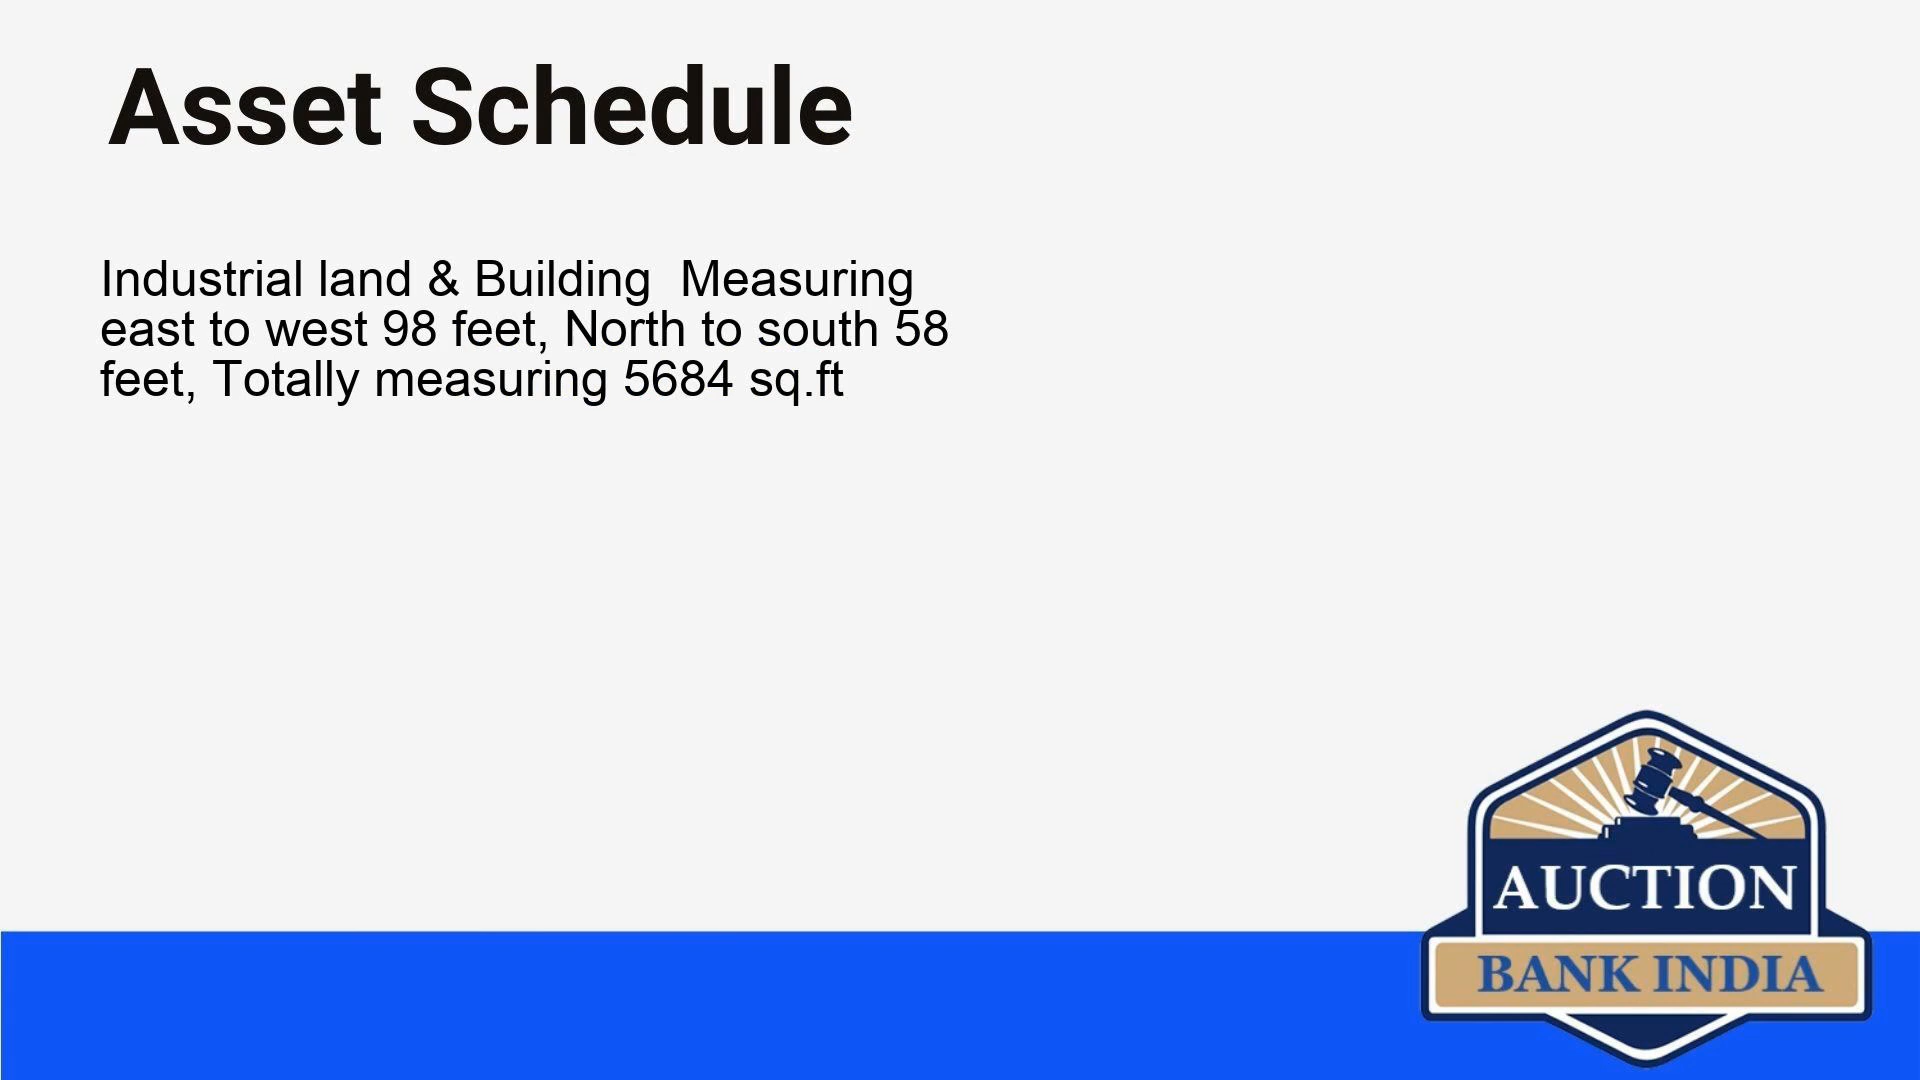 Asset Schedule
Industrial land & Building  Measuring
east to west 98 feet, North to south 58
feet, Totally measuring 5684 sq.ft
AUCTION
BANK INDIA